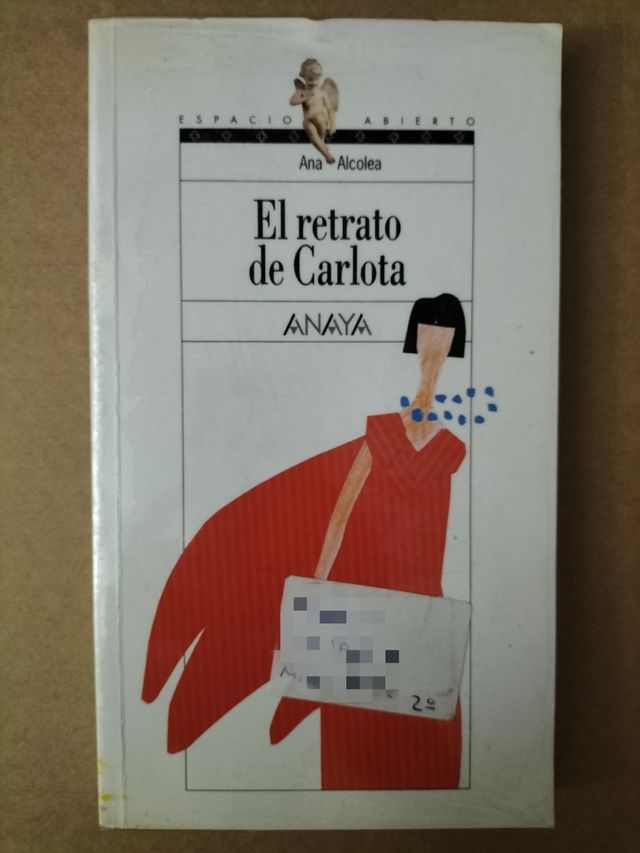 ESPACIO ABIERTO
Ana Alcolea
El retrato
de Carlota
ANAYA
2º